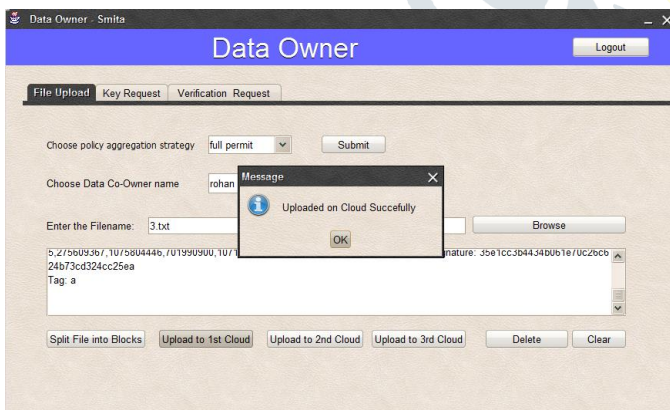 Data Owner - Smita
Data Owner
Logout
File Upload Key Request Verification Request
Choose policy aggregation strategy full permit Submit
Message
Choose Data Co-Owner name rohan
Uploaded on Cloud Succefully
Enter the Filename: 3.txt Browse
OK
5,275609367,1075804446,701990900,1071 nature: 35e1cc3b4434b061e70c26c6
24b73cd324cc25ea
Tag: a
Split File into Blocks Upload to 1st Cloud Upload to 2nd Cloud Upload to 3rd Cloud Delete Clear